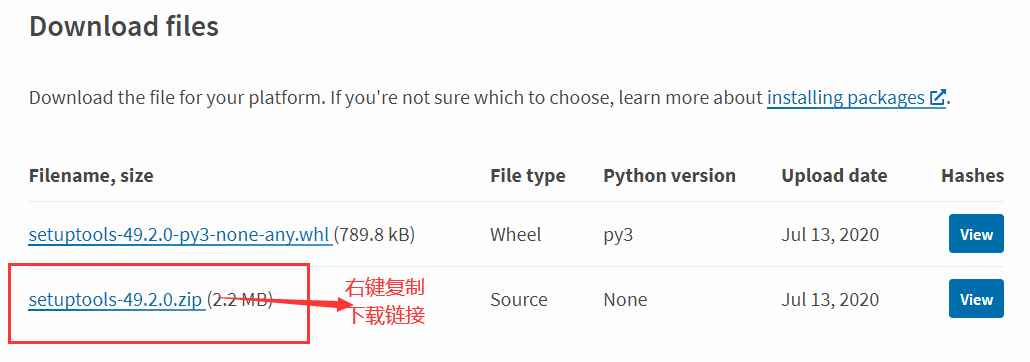 Download files
Download the file for your platform. If you're not sure which to choose, learn more about installing packages.
Filename, size File type Python version Upload date Hashes
setuptools-49.2.0-py3-none-any.whl (789.8 kB) Wheel py3 Jul 13, 2020 View
setuptools-49.2.0.zip (2.2 MB) Source None Jul 13, 2020 View
右键复制
下载链接